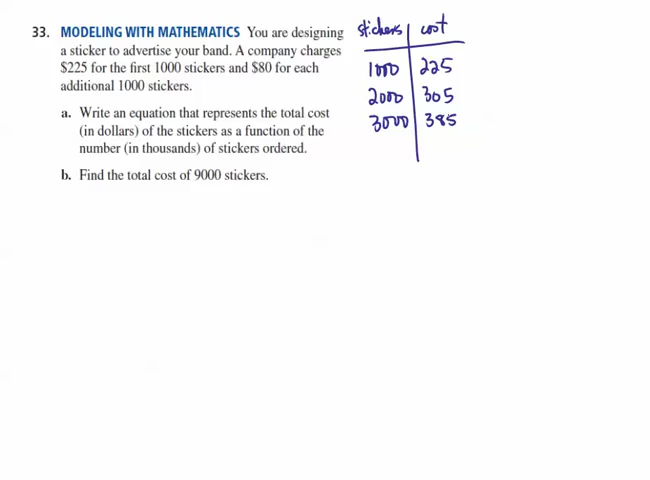 33. MODELING WITH MATHEMATICS You are designing
a sticker to advertise your band. A company charges
$225 for the first 1000 stickers and $80 for each
additional 1000 stickers.
a. Write an equation that represents the total cost
(in dollars) of the stickers as a function of the
number (in thousands) of stickers ordered.
b. Find the total cost of 9000 stickers.
stickers cost
1000 225
2000 305
3000 385